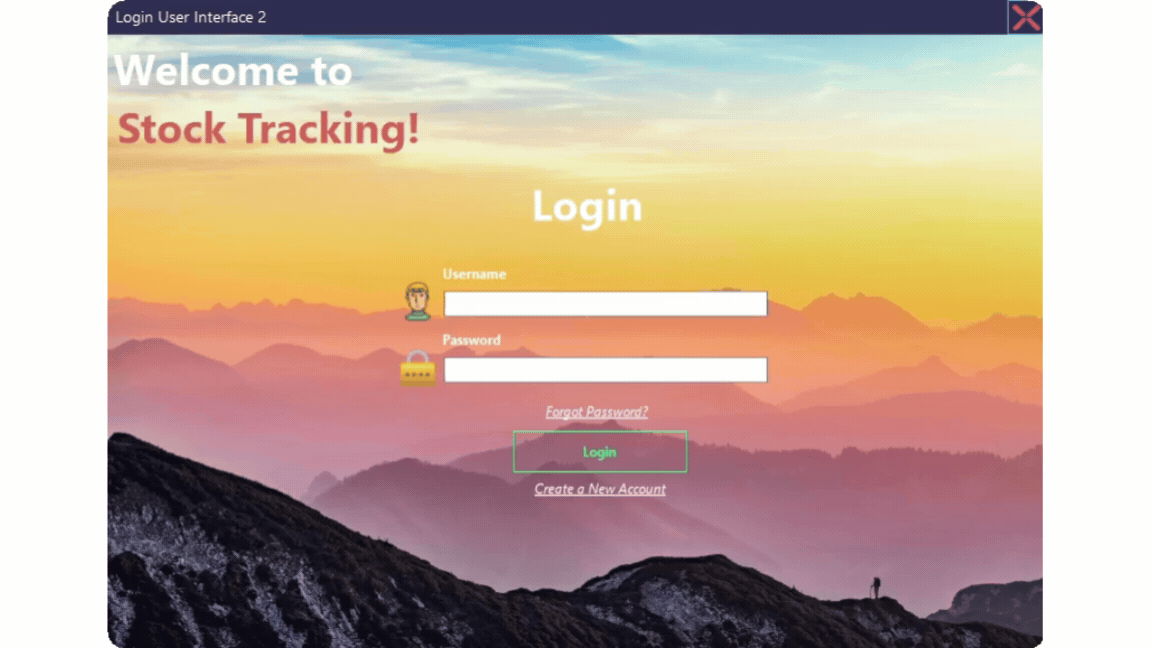 Login User Interface 2
Welcome to
Stock Tracking!
Login
Username
Password
Forgot Password?
Login
Create a New Account